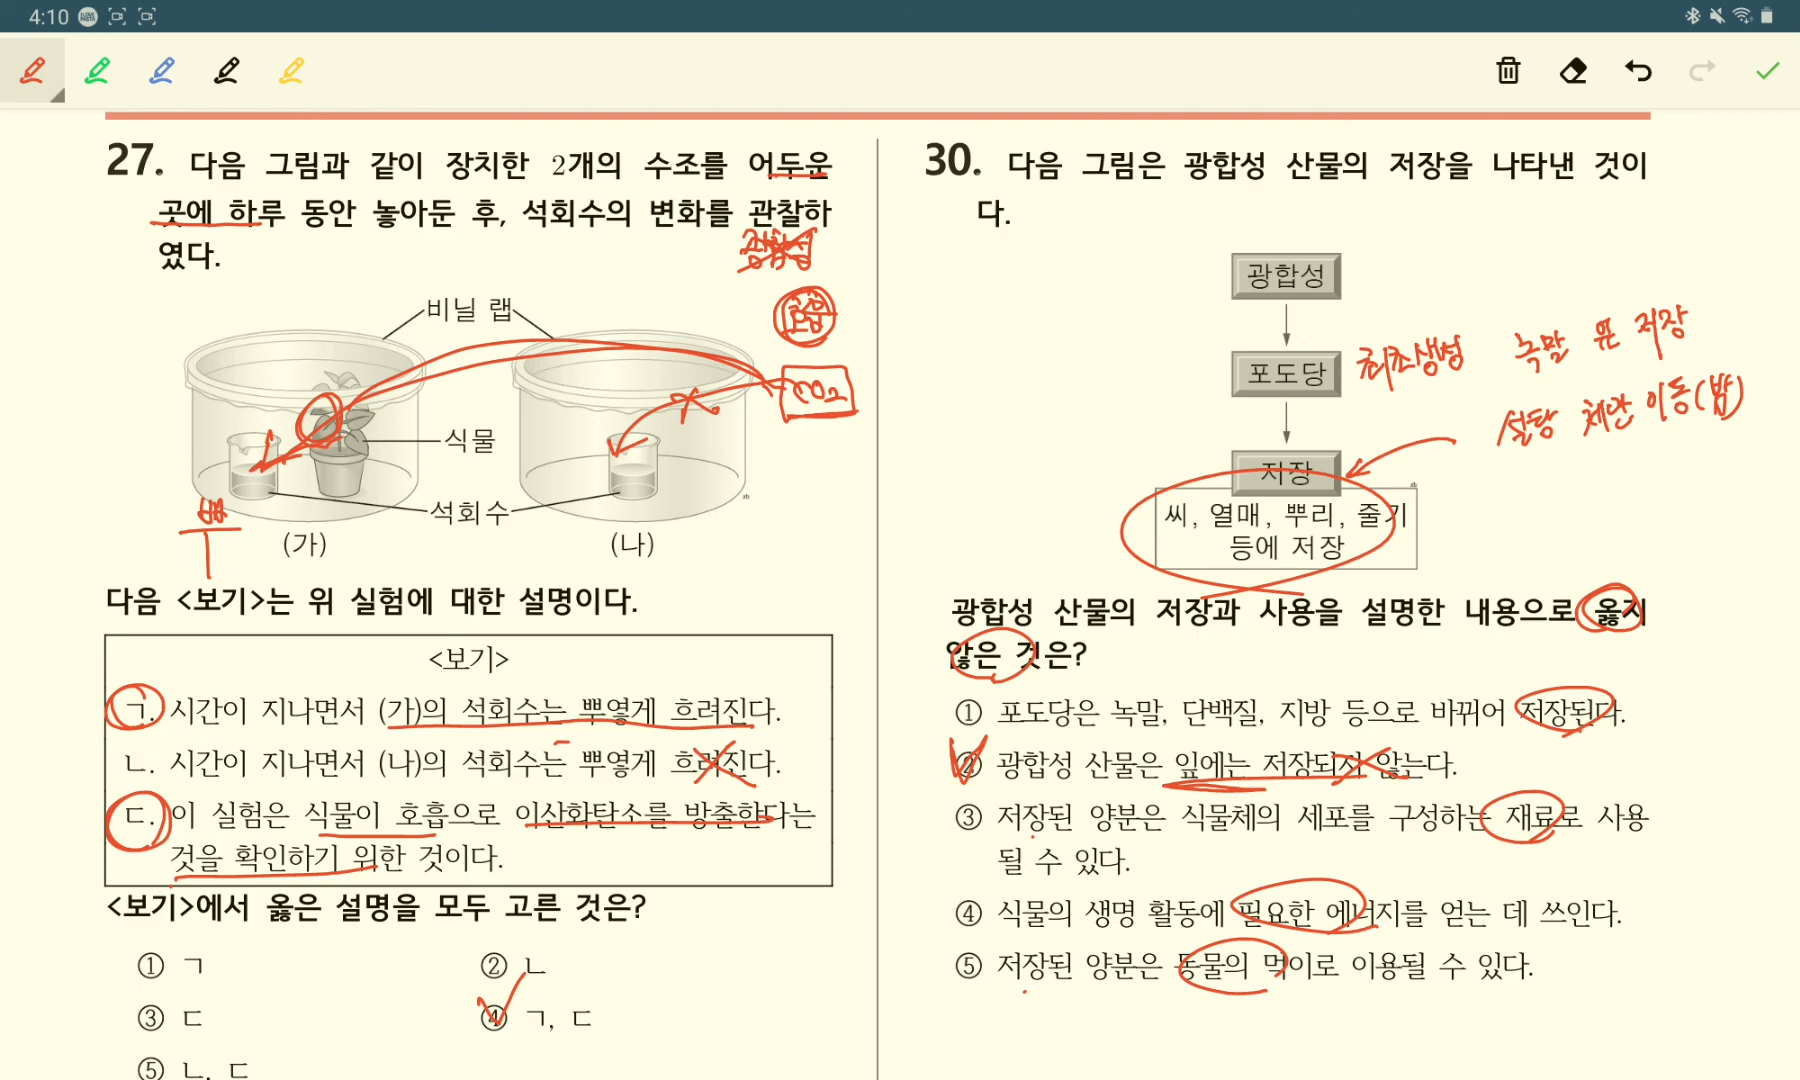 4:10
27. 다음 그림과 같이 장치한 2개의 수조를 어두운
곳에 하루 동안 놓아둔 후, 석회수의 변화를 관찰하
였다.
광합성
호흡
비닐 랩
CO2
식물
석회수
(가)
(나)
다음 <보기>는 위 실험에 대한 설명이다.
<보기>
ㄱ. 시간이 지나면서 (가)의 석회수는 뿌옇게 흐려진다.
ㄴ. 시간이 지나면서 (나)의 석회수는 뿌옇게 흐려진다.
ㄷ. 이 실험은 식물이 호흡으로 이산화탄소를 방출한다는
것을 확인하기 위한 것이다.
<보기>에서 옳은 설명을 모두 고른 것은?
① ㄱ
② ㄴ
③ ㄷ
④ ㄱ, ㄷ
⑤ ㄴ, ㄷ
30. 다음 그림은 광합성 산물의 저장을 나타낸 것이
다.
광합성
포도당
최초생성
녹말 저장
설탕 체관 이동(밤)
저장
씨, 열매, 뿌리, 줄기
등에 저장
광합성 산물의 저장과 사용을 설명한 내용으로 옳지
않은 것은?
① 포도당은 녹말, 단백질, 지방 등으로 바뀌어 저장된다.
② 광합성 산물은 잎에는 저장되지 않는다.
③ 저장된 양분은 식물체의 세포를 구성하는 재료로 사용
될 수 있다.
④ 식물의 생명 활동에 필요한 에너지를 얻는 데 쓰인다.
⑤ 저장된 양분은 동물의 먹이로 이용될 수 있다.